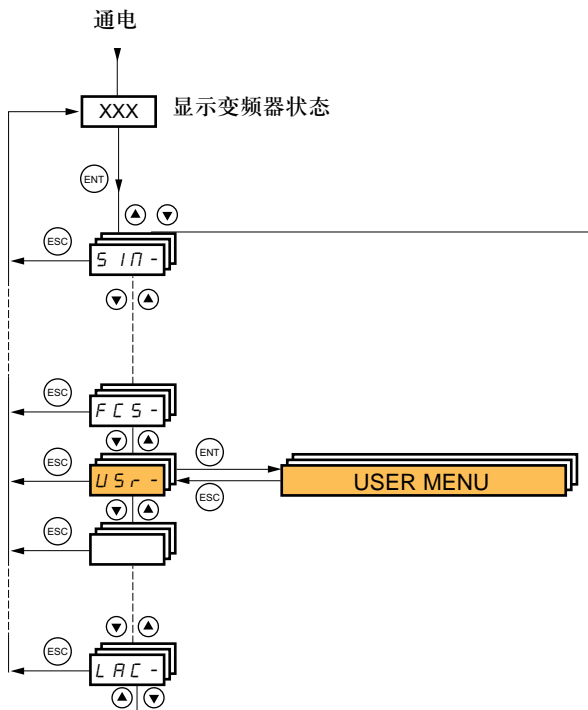 通电
XXX 显示变频器状态
ENT
ESC
SIM-
ESC
FCS-
ESC
USr-
ENT
ESC
USER MENU
ESC
ESC
LAC-